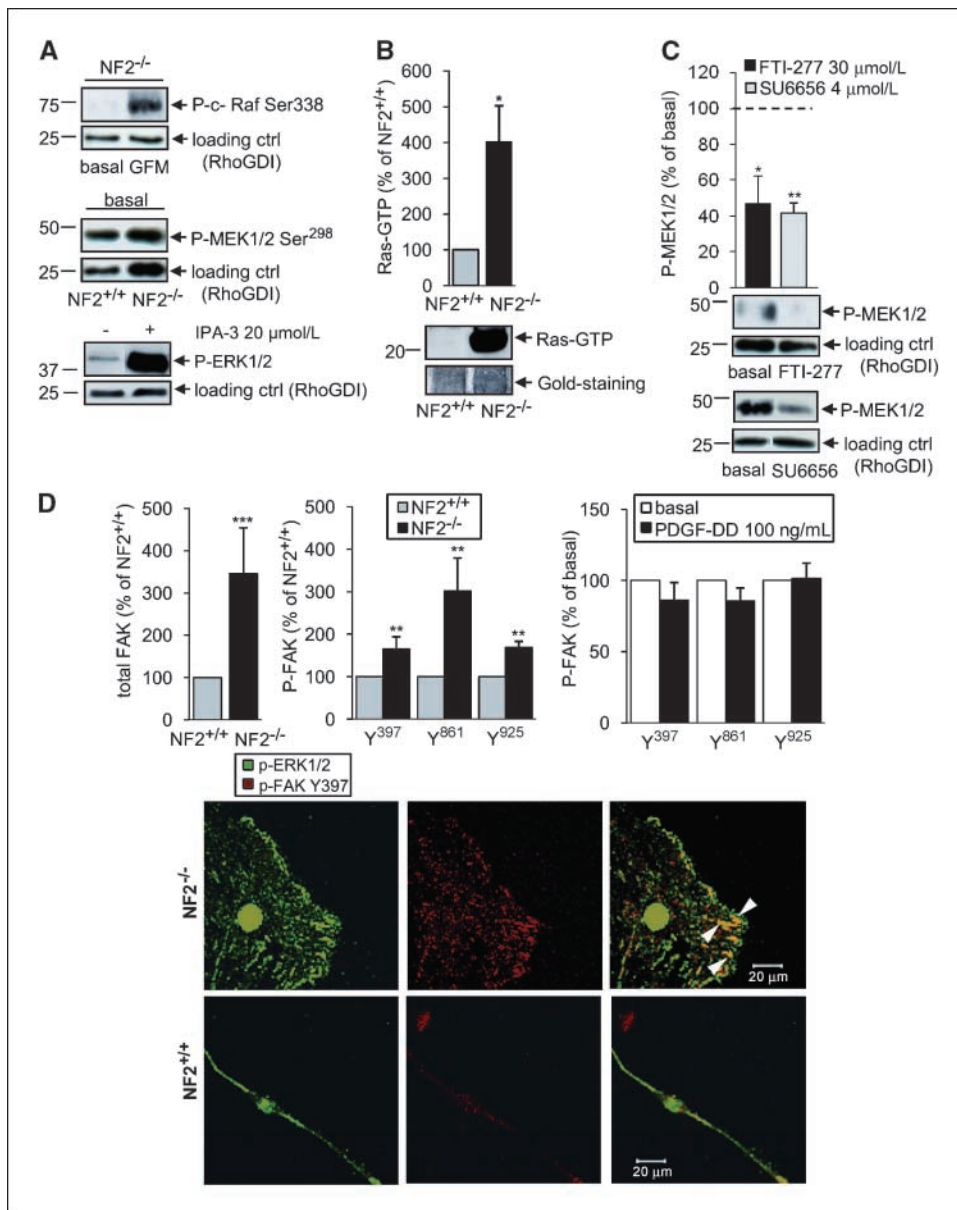 A
NF2-/-
75
P-c- Raf Ser338
25
loading ctrl
(RhoGDI)
basal GFM
basal
50
P-MEK1/2 Ser298
25
loading ctrl
(RhoGDI)
NF2+/+ NF2-/-
- + IPA-3 20 μmol/L
37
P-ERK1/2
25
loading ctrl (RhoGDI)
B
Ras-GTP (% of NF2+/+)
600
500
400
300
200
100
0
*
NF2+/+ NF2-/-
20
Ras-GTP
Gold-staining
NF2+/+ NF2-/-
C
FTI-277 30 μmol/L
SU6656 4 μmol/L
P-MEK1/2 (% of basal)
100
80
60
40
20
0
* **
50
P-MEK1/2
25
loading ctrl
(RhoGDI)
basal FTI-277
50
P-MEK1/2
25
loading ctrl
(RhoGDI)
basal SU6656
D
total FAK (% of NF2+/+)
500
400
300
200
100
0
***
NF2+/+ NF2-/-
P-FAK (% of NF2+/+)
NF2+/+
NF2-/-
500
400
300
200
100
0
** ** **
Y397 Y861 Y925
P-FAK (% of basal)
basal
PDGF-DD 100 ng/mL
150
100
50
0
Y397 Y861 Y925
p-ERK1/2
p-FAK Y397
NF2-/-
20 μm
NF2+/+
20 μm